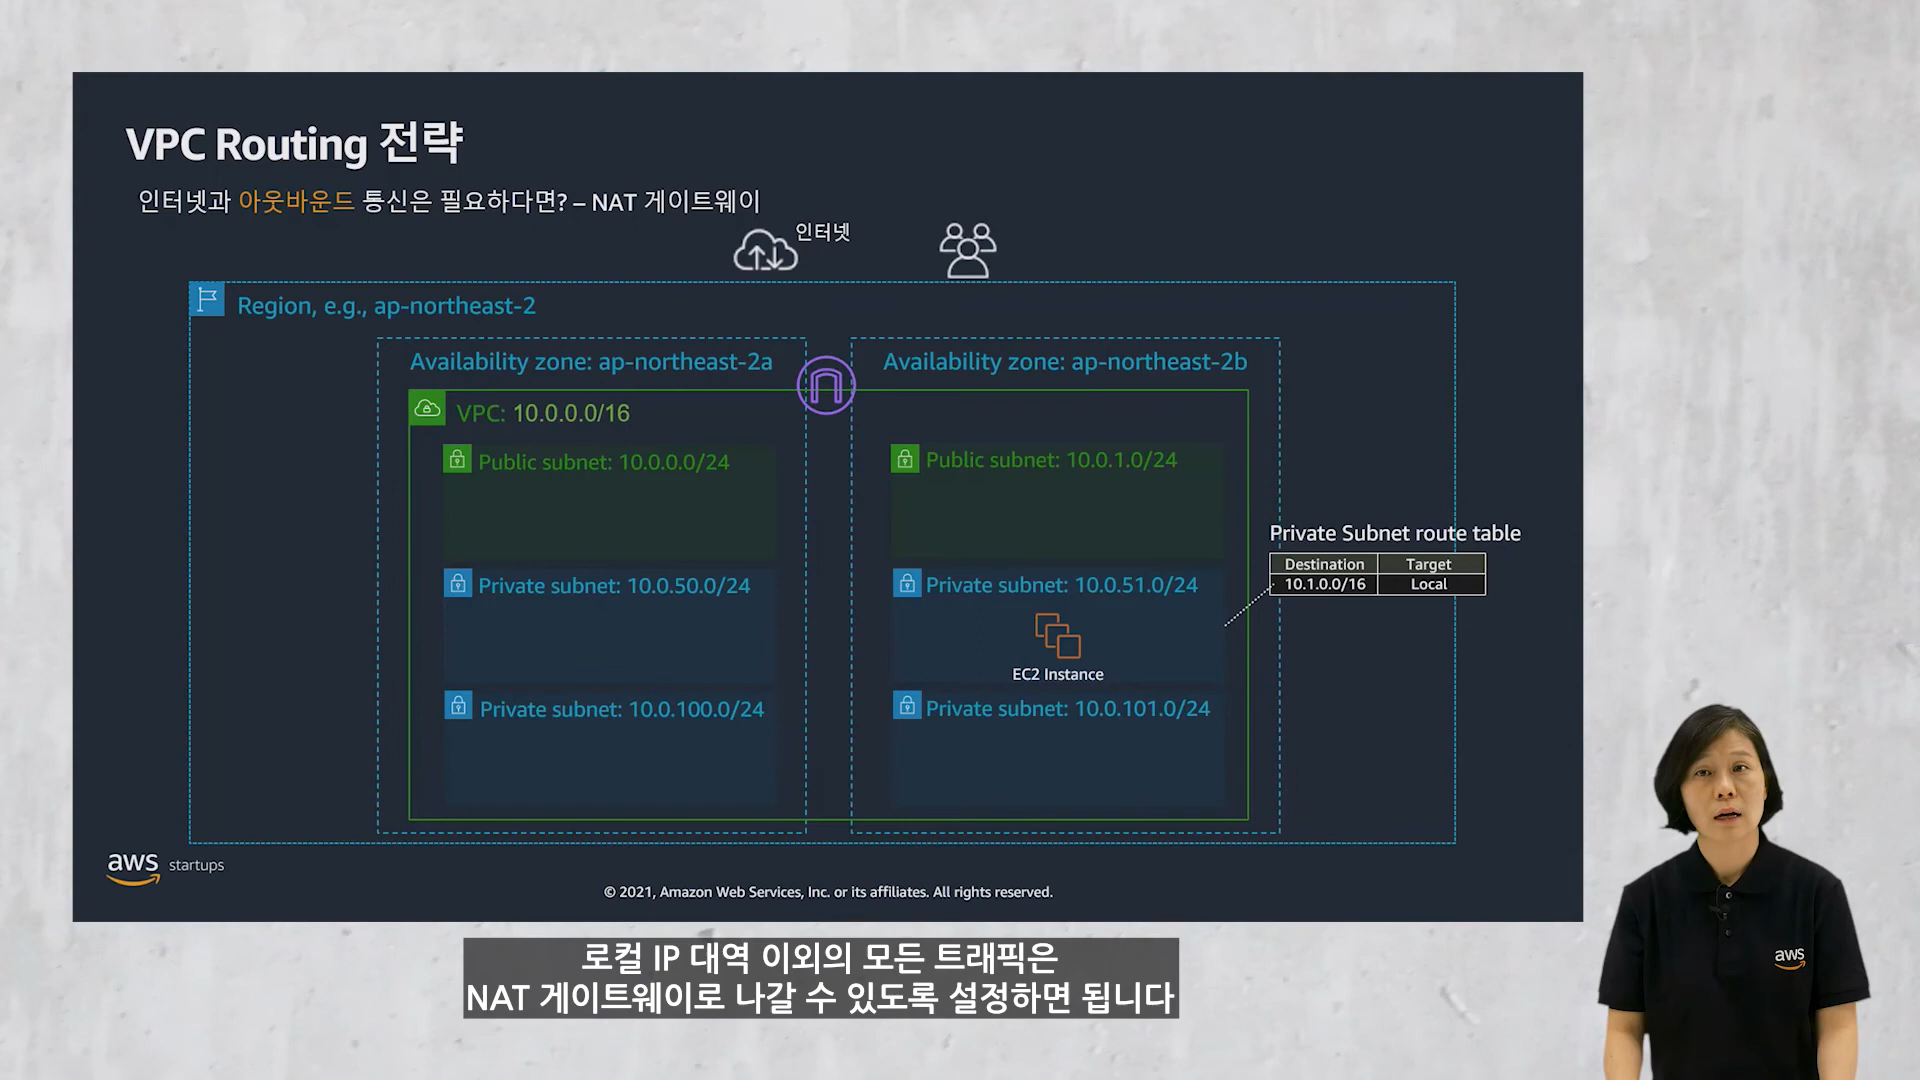 VPC Routing 전략
인터넷과 아웃바운드 통신은 필요하다면? – NAT 게이트웨이
인터넷
Region, e.g., ap-northeast-2
Availability zone: ap-northeast-2a
Availability zone: ap-northeast-2b
VPC: 10.0.0.0/16
Public subnet: 10.0.0.0/24
Public subnet: 10.0.1.0/24
Private Subnet route table
Destination Target
10.1.0.0/16 Local
Private subnet: 10.0.50.0/24
Private subnet: 10.0.51.0/24
EC2 Instance
Private subnet: 10.0.100.0/24
Private subnet: 10.0.101.0/24
aws startups
© 2021, Amazon Web Services, Inc. or its affiliates. All rights reserved.
aws
로컬 IP 대역 이외의 모든 트래픽은
NAT 게이트웨이로 나갈 수 있도록 설정하면 됩니다